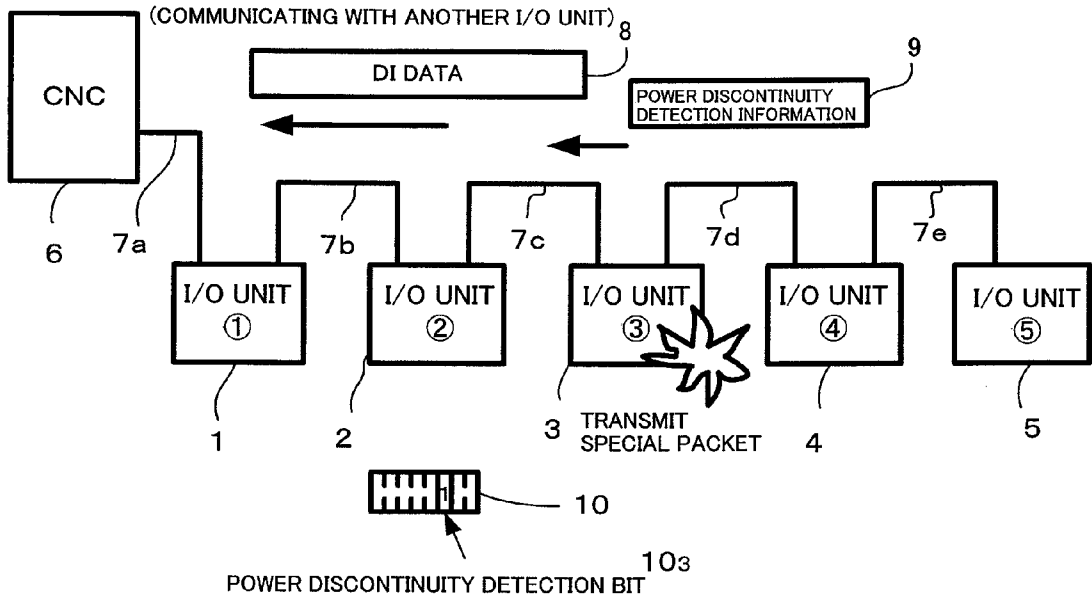 (COMMUNICATING WITH ANOTHER I/O UNIT)
8
DI DATA
9
CNC
POWER DISCONTINUITY
DETECTION INFORMATION
6
7a
7b
7c
7d
7e
I/O UNIT
①
I/O UNIT
②
I/O UNIT
③
I/O UNIT
④
I/O UNIT
⑤
1
2
3
TRANSMIT
SPECIAL PACKET
4
5
1
10
10₃
POWER DISCONTINUITY DETECTION BIT